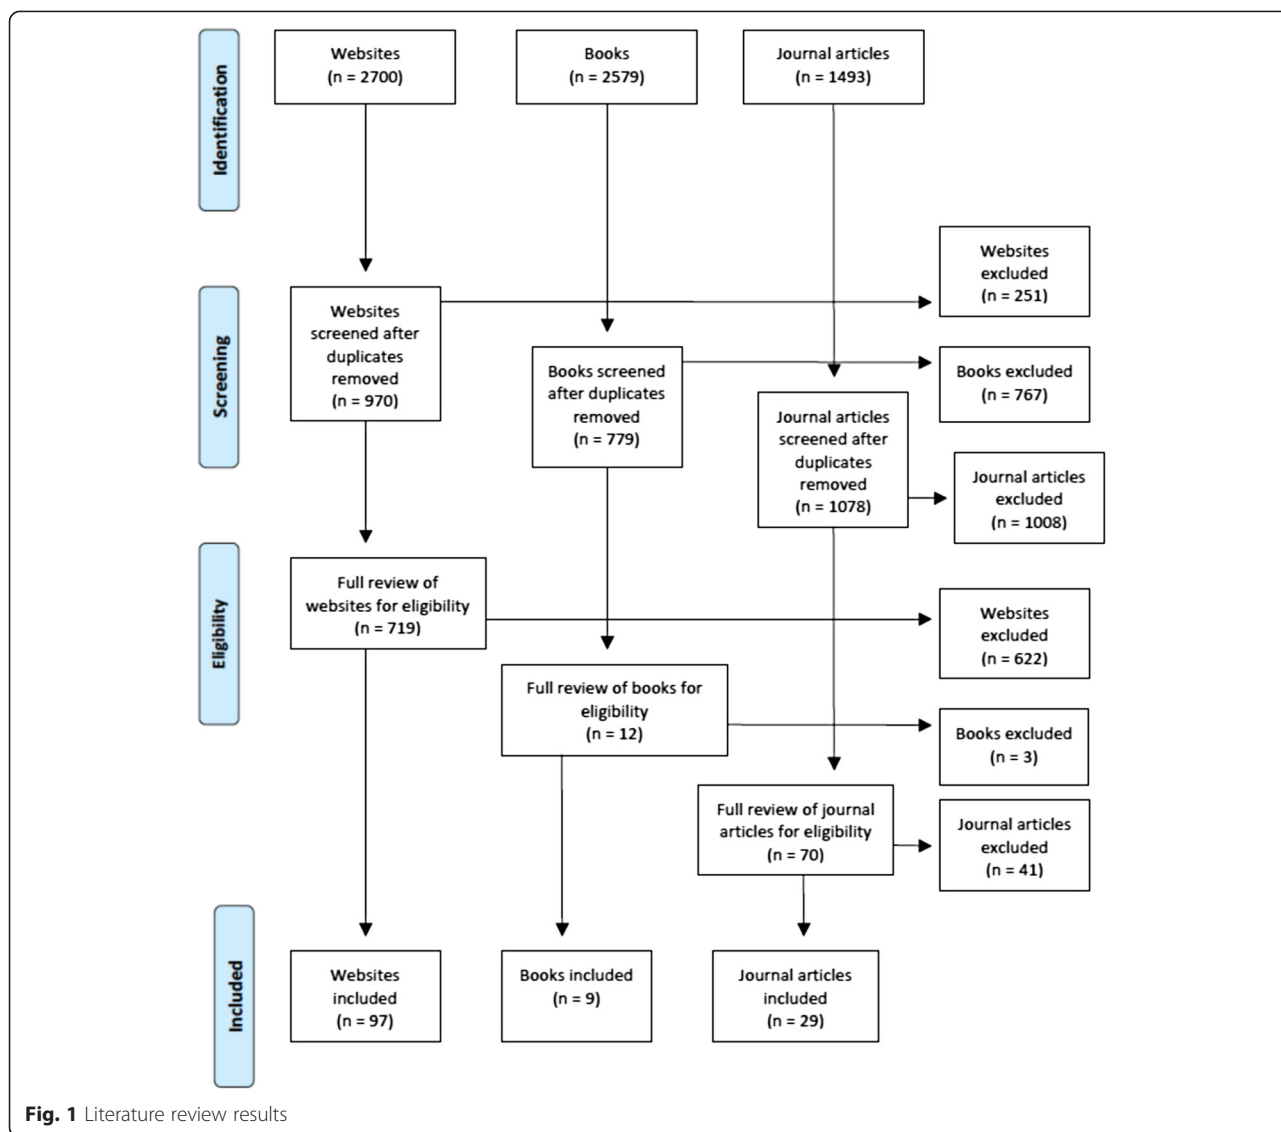 Identification
Websites
(n = 2700)
Books
(n = 2579)
Journal articles
(n = 1493)
Websites
excluded
(n = 251)
Screening
Websites
screened after
duplicates
removed
(n = 970)
Books screened
after duplicates
removed
(n = 779)
Books excluded
(n = 767)
Journal articles
screened after
duplicates
removed
(n = 1078)
Journal articles
excluded
(n = 1008)
Eligibility
Full review of
websites for eligibility
(n = 719)
Websites
excluded
(n = 622)
Full review of books for
eligibility
(n = 12)
Books excluded
(n = 3)
Full review of journal
articles for eligibility
(n = 70)
Journal articles
excluded
(n = 41)
Included
Websites
included
(n = 97)
Books included
(n = 9)
Journal articles
included
(n = 29)
Fig. 1 Literature review results